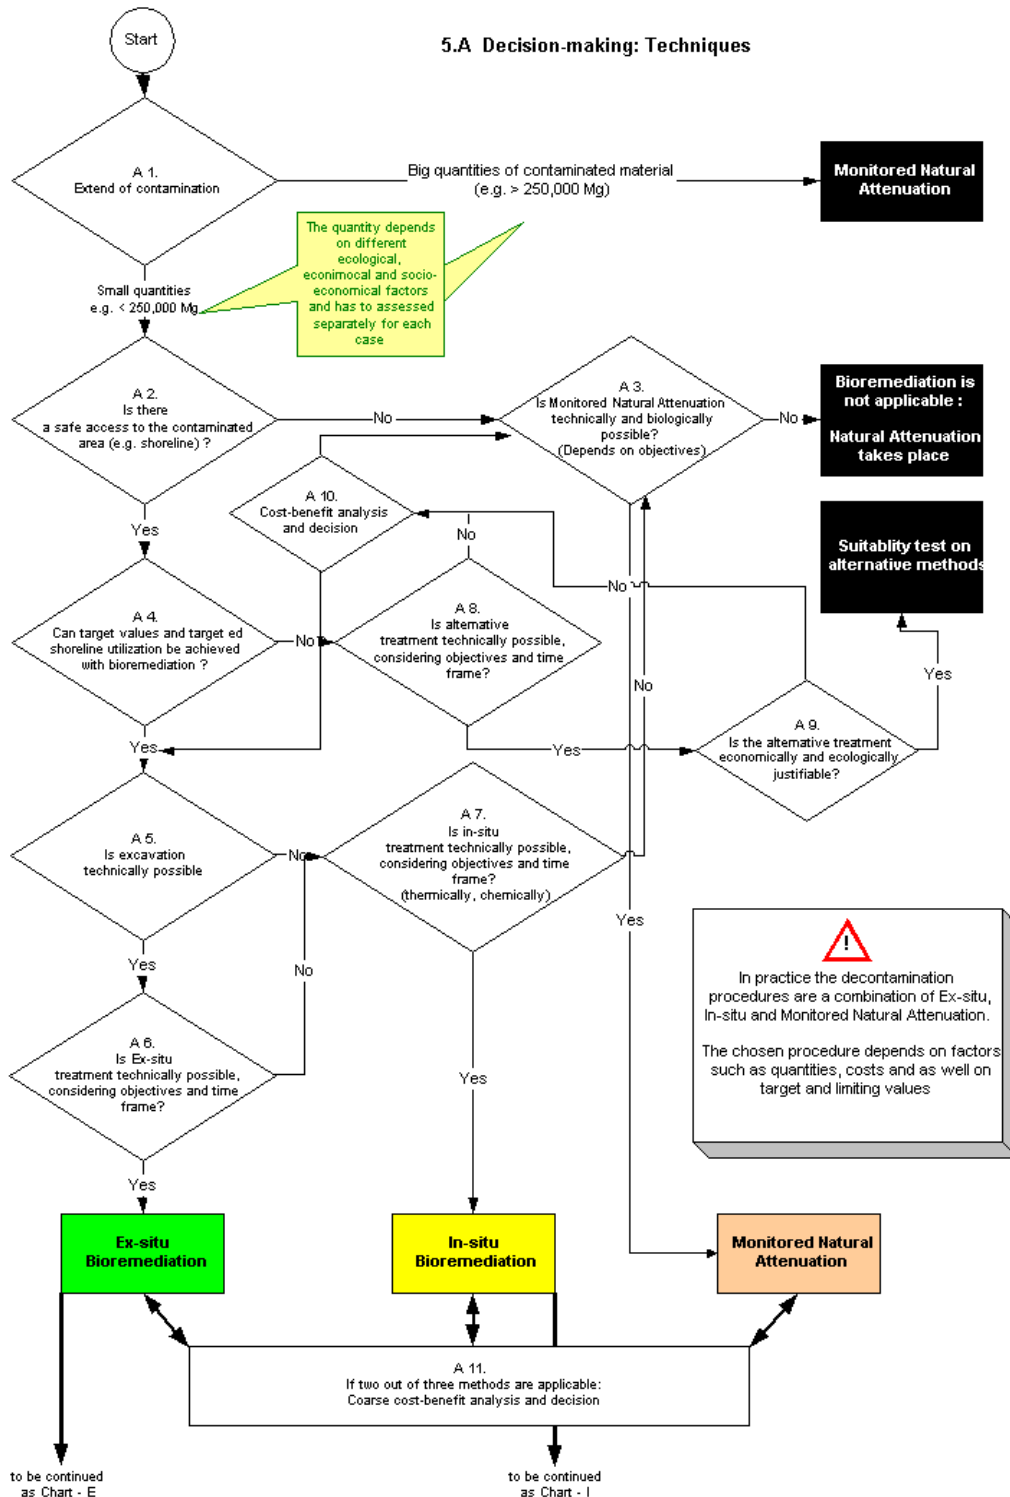 Start
5.A Decision-making: Techniques
A 1.
Extend of contamination
Big quantities of contaminated material
(e.g. > 250,000 Mg)
Monitored Natural
Attenuation
The quantity depends
on different
ecological,
econimocal and socio-
economical factors
and has to assessed
separately for each
case
Small quantities
e.g. < 250,000 Mg
A 2.
Is there
a safe access to the contaminated
area (e.g. shoreline) ?
No
A 3.
Is Monitored Natural Attenuation
technically and biologically
possible?
(Depends on objectives)
No
Bioremediation is
not applicable :
Natural Attenuation
takes place
Yes
A 10.
Cost-benefit analysis
and decision
No
Suitablity test on
alternative methods
No
A 4.
Can target values and target ed
shoreline utilization be achieved
with bioremediation ?
No
A 8.
Is alternative
treatment technically possible,
considering objectives and time
frame?
Yes
No
Yes
Yes
A 9.
Is the alternative treatment
economically and ecologically
justifiable?
A 5.
Is excavation
technically possible
No
A 7.
Is in-situ
treatment technically possible,
considering objectives and time
frame?
(thermically, chemically)
Yes
Yes
No
!
In practice the decontamination
procedures are a combination of Ex-situ,
In-situ and Monitored Natural Attenuation.
The chosen procedure depends on factors
such as quantities, costs and as well on
target and limiting values
A 6.
Is Ex-situ
treatment technically possible,
considering objectives and time
frame?
Yes
Yes
Ex-situ
Bioremediation
In-situ
Bioremediation
Monitored Natural
Attenuation
A 11.
If two out of three methods are applicable:
Coarse cost-benefit analysis and decision
to be continued
as Chart - E
to be continued
as Chart - I